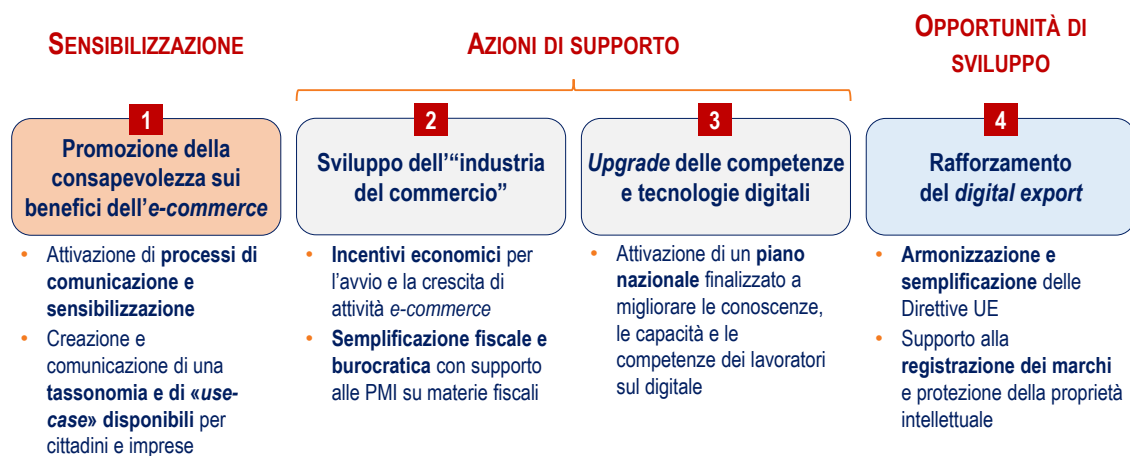 SENSIBILIZZAZIONE
AZIONI DI SUPPORTO
OPPORTUNITÀ DI
SVILUPPO
1
Promozione della
consapevolezza sui
benefici dell'e-commerce
• Attivazione di processi di
comunicazione e
sensibilizzazione
• Creazione e
comunicazione di una
tassonomia e di «use-
case» disponibili per
cittadini e imprese
2
Sviluppo dell'“industria
del commercio”
• Incentivi economici per
l'avvio e la crescita di
attività e-commerce
• Semplificazione fiscale e
burocratica con supporto
alle PMI su materie fiscali
3
Upgrade delle competenze
e tecnologie digitali
• Attivazione di un piano
nazionale finalizzato a
migliorare le conoscenze,
le capacità e le
competenze dei lavoratori
sul digitale
4
Rafforzamento
del digital export
• Armonizzazione e
semplificazione delle
Direttive UE
• Supporto alla
registrazione dei marchi
e protezione della proprietà
intellettuale